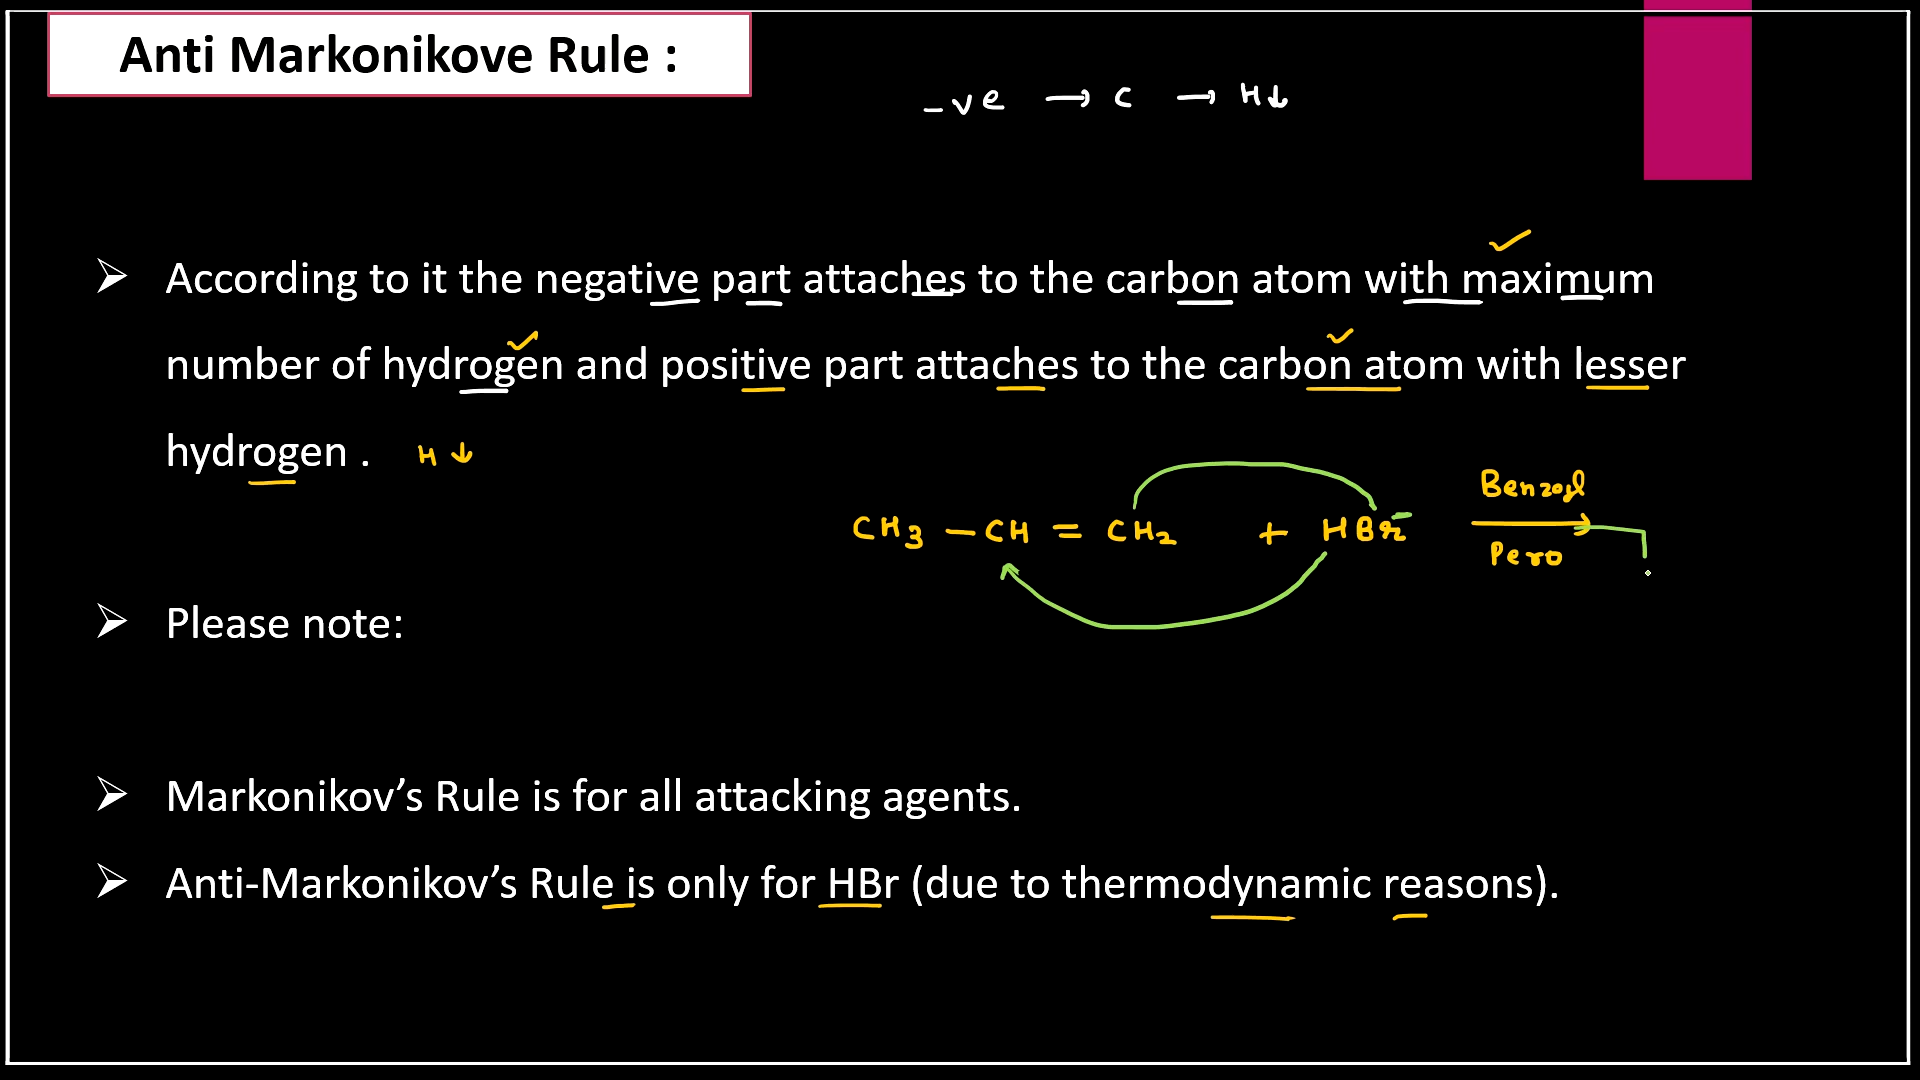 Anti Markonikove Rule :
-ve → C → H↓
➢ According to it the negative part attaches to the carbon atom with maximum
number of hydrogen and positive part attaches to the carbon atom with lesser
hydrogen . H ↓
Benzoyl
CH3 – CH = CH2 + HBr⁻ →
Pero
➢ Please note:
➢ Markonikov’s Rule is for all attacking agents.
➢ Anti-Markonikov’s Rule is only for HBr (due to thermodynamic reasons).